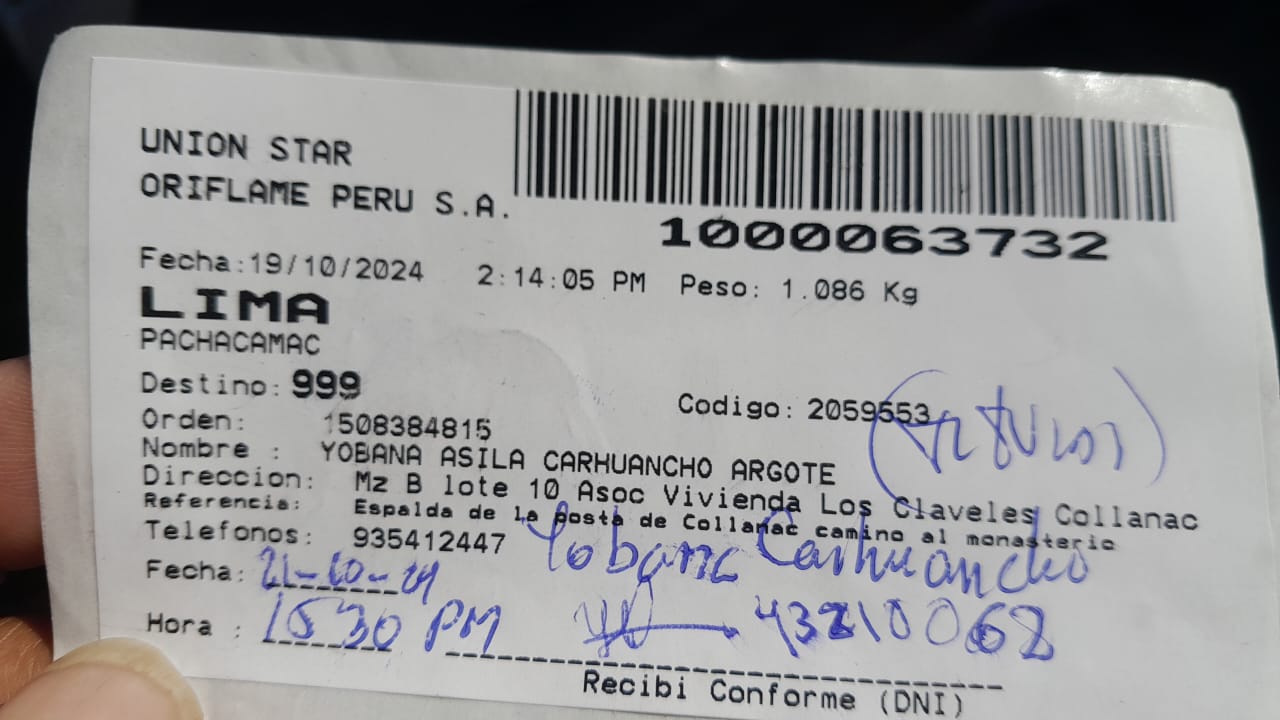 UNION STAR
ORIFLAME PERU S.A.
1000063732
Fecha:19/10/2024 2:14:05 PM Peso: 1.086 Kg
LIMA
PACHACAMAC
Destino: 999
Codigo: 2059553
Orden: 1508384815
Nombre : YOBANA ASILA CARHUANCHO ARGOTE
Direccion: Mz B lote 10 Asoc Vivienda Los Claveles Collanac
Referencia: Espalda de la posta de Collanac camino al monasterio
Telefonos: 935412447
Yobana Carhuancho
Fecha: 21-10-24
Hora : 15 30 PM
43210062
Recibi Conforme (DNI)